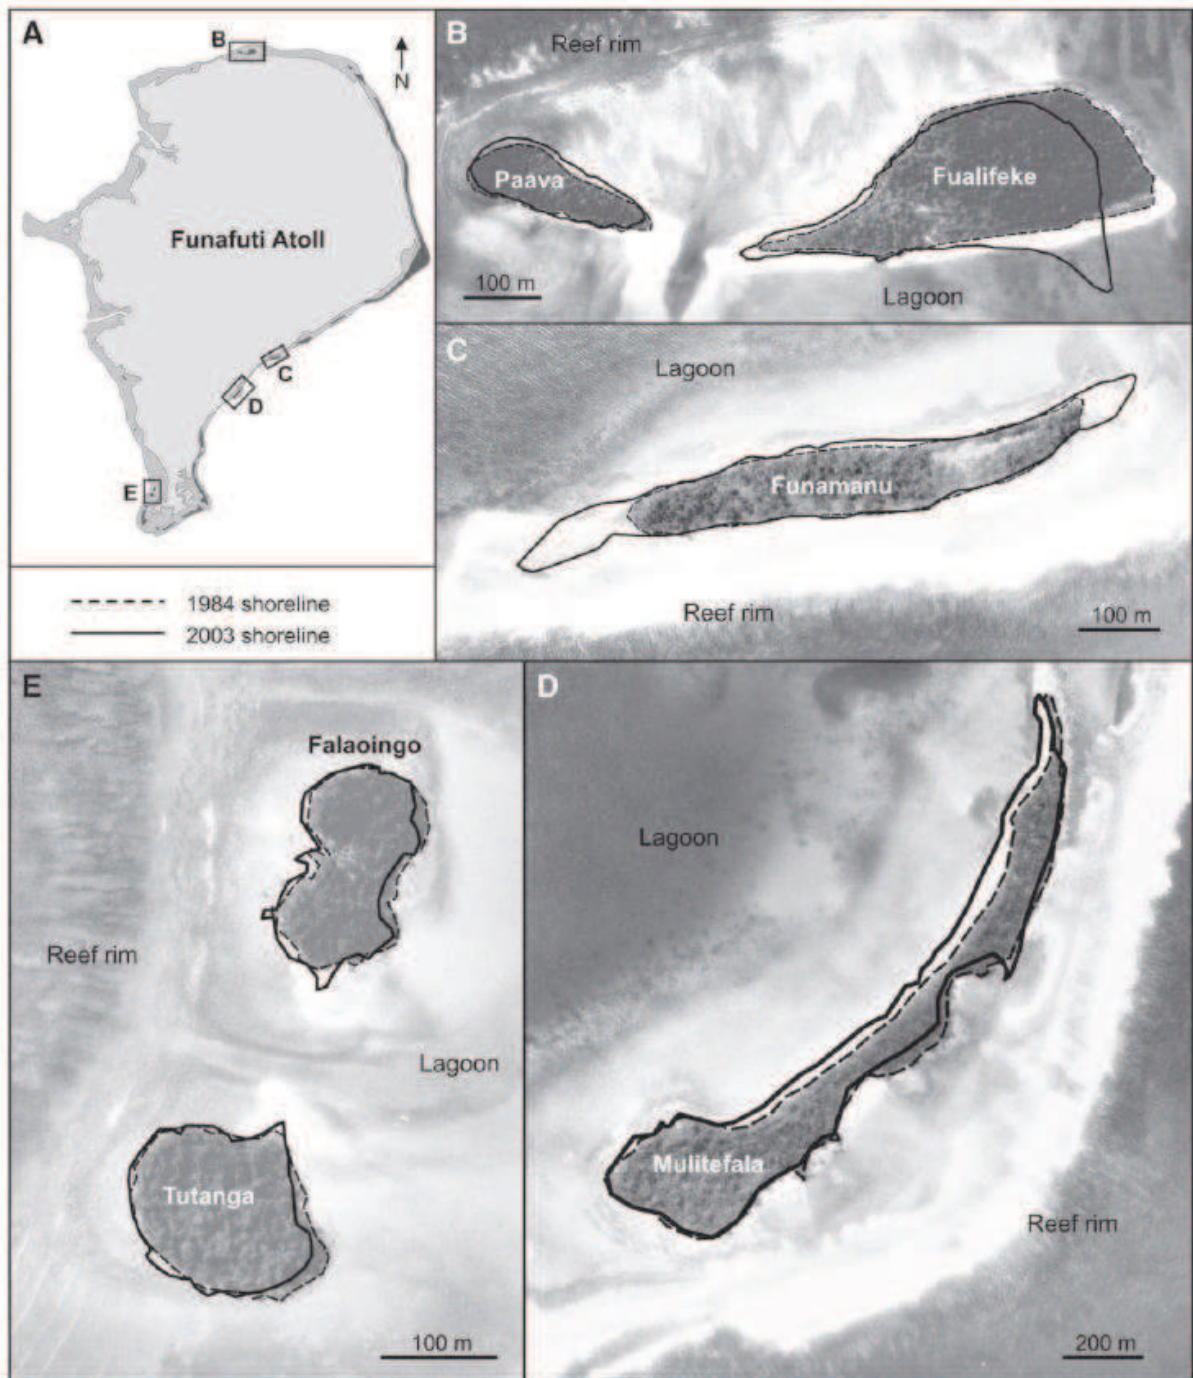 A
B
N
Funafuti Atoll
C
D
E
1984 shoreline
2003 shoreline
B
Reef rim
Paava
Fualifeke
100 m
Lagoon
C
Lagoon
Funamanu
Reef rim
100 m
E
Falaoingo
Reef rim
Lagoon
Tutanga
100 m
D
Lagoon
Mulitefala
Reef rim
200 m